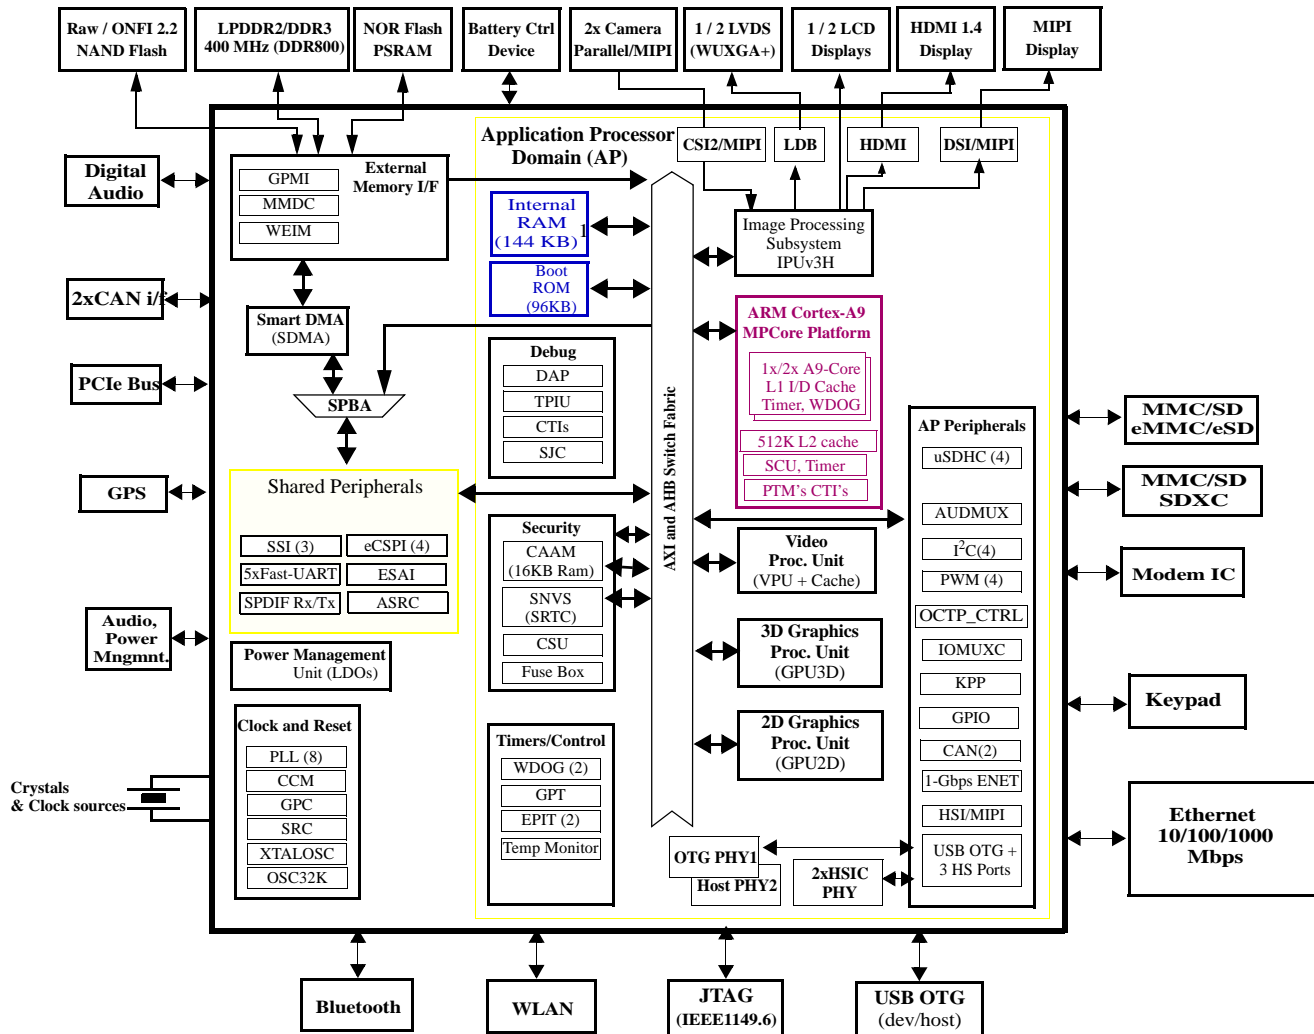 Raw / ONFI 2.2
NAND Flash
LPDDR2/DDR3
400 MHz (DDR800)
NOR Flash
PSRAM
Battery Ctrl
Device
2x Camera
Parallel/MIPI
1 / 2 LVDS
(WUXGA+)
1 / 2 LCD
Displays
HDMI 1.4
Display
MIPI
Display
Digital
Audio
2xCAN i/f
PCIe Bus
GPS
Audio,
Power
Mngmnt.
Crystals
& Clock sources
External
Memory I/F
GPMI
MMDC
WEIM
Smart DMA
(SDMA)
SPBA
Shared Peripherals
SSI (3)
eCSPI (4)
5xFast-UART
ESAI
SPDIF Rx/Tx
ASRC
Power Management
Unit (LDOs)
Clock and Reset
PLL (8)
CCM
GPC
SRC
XTALOSC
OSC32K
Application Processor
Domain (AP)
Internal
RAM
(144 KB) 1
Boot
ROM
(96KB)
Debug
DAP
TPIU
CTIs
SJC
Security
CAAM
(16KB Ram)
SNVS
(SRTC)
CSU
Fuse Box
Timers/Control
WDOG (2)
GPT
EPIT (2)
Temp Monitor
AXI and AHB Switch Fabric
CSI2/MIPI
LDB
HDMI
DSI/MIPI
Image Processing
Subsystem
IPUv3H
ARM Cortex-A9
MPCore Platform
1x/2x A9-Core
L1 I/D Cache
Timer, WDOG
512K L2 cache
SCU, Timer
PTM's CTI's
Video
Proc. Unit
(VPU + Cache)
3D Graphics
Proc. Unit
(GPU3D)
2D Graphics
Proc. Unit
(GPU2D)
OTG PHY1
Host PHY2
2xHSIC
PHY
AP Peripherals
uSDHC (4)
AUDMUX
I2C(4)
PWM (4)
OCTP_CTRL
IOMUXC
KPP
GPIO
CAN(2)
1-Gbps ENET
HSI/MIPI
USB OTG +
3 HS Ports
MMC/SD
eMMC/eSD
MMC/SD
SDXC
Modem IC
Keypad
Ethernet
10/100/1000
Mbps
Bluetooth
WLAN
JTAG
(IEEE1149.6)
USB OTG
(dev/host)